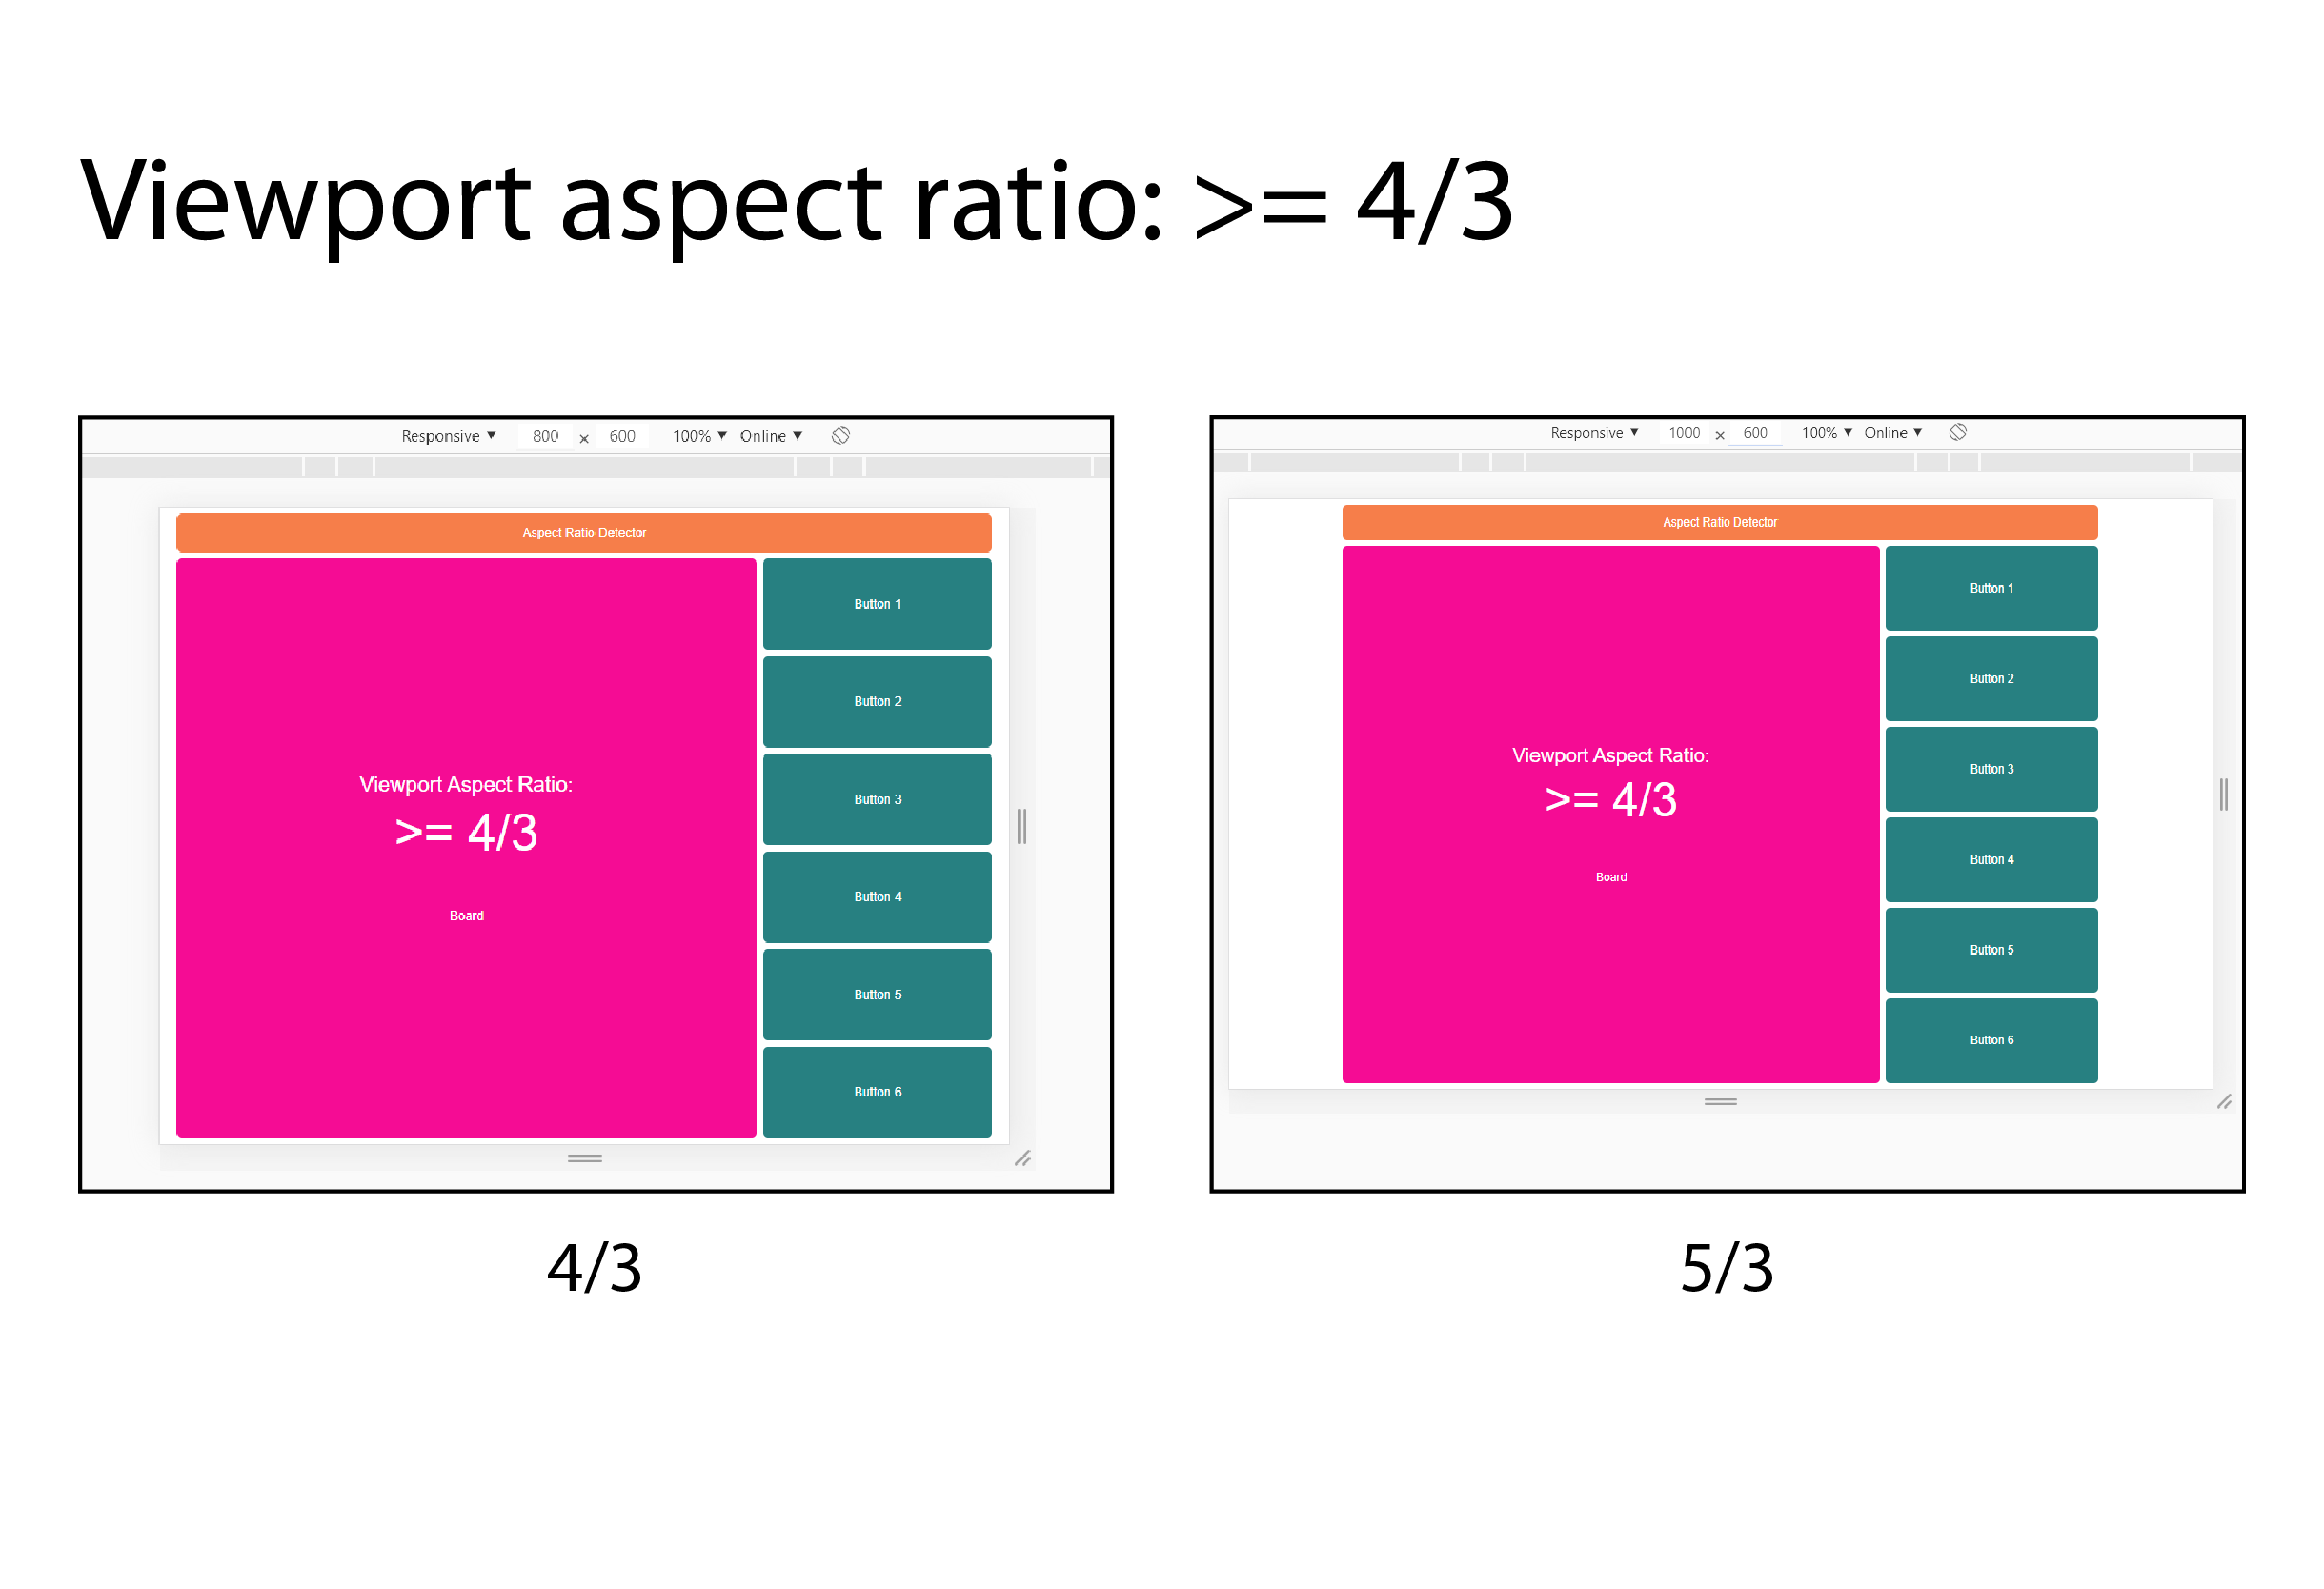 Viewport aspect ratio: >= 4/3
Responsive ▼ 800 × 600 100% ▼ Online ▼
Aspect Ratio Detector
Viewport Aspect Ratio:
>= 4/3
Board
Button 1
Button 2
Button 3
Button 4
Button 5
Button 6
4/3
Responsive ▼ 1000 × 600 100% ▼ Online ▼
Aspect Ratio Detector
Viewport Aspect Ratio:
>= 4/3
Board
Button 1
Button 2
Button 3
Button 4
Button 5
Button 6
5/3